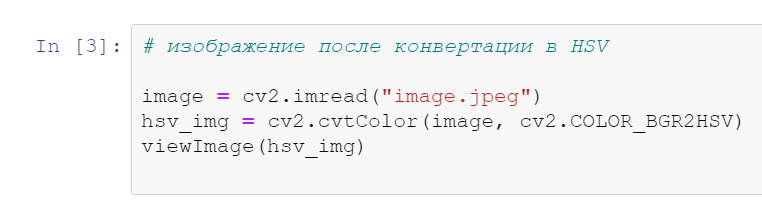 In [3]: # изображение после конвертации в HSV
image = cv2.imread("image.jpeg")
hsv_img = cv2.cvtColor(image, cv2.COLOR_BGR2HSV)
viewImage(hsv_img)